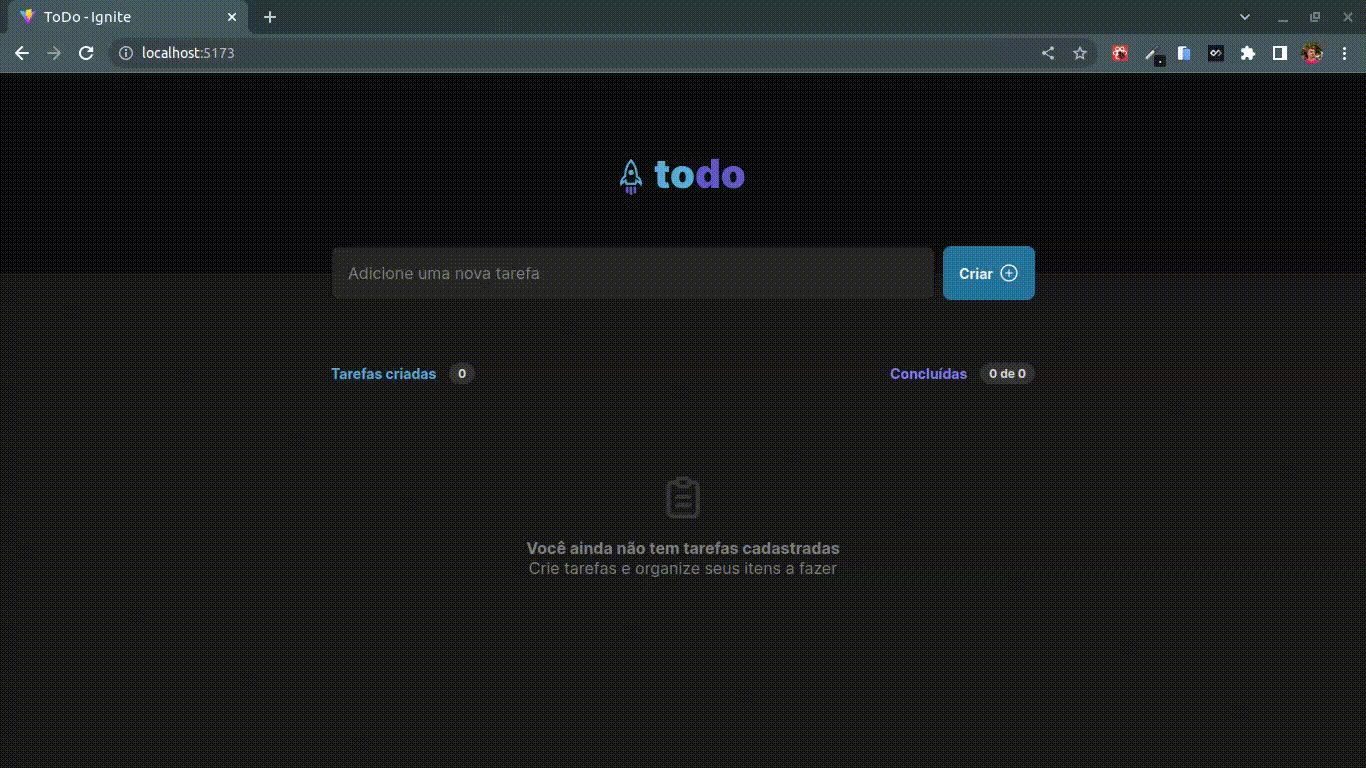 ToDo - Ignite
localhost:5173
todo
Adicione uma nova tarefa
Criar
Tarefas criadas 0
Concluídas 0 de 0
Você ainda não tem tarefas cadastradas
Crie tarefas e organize seus itens a fazer